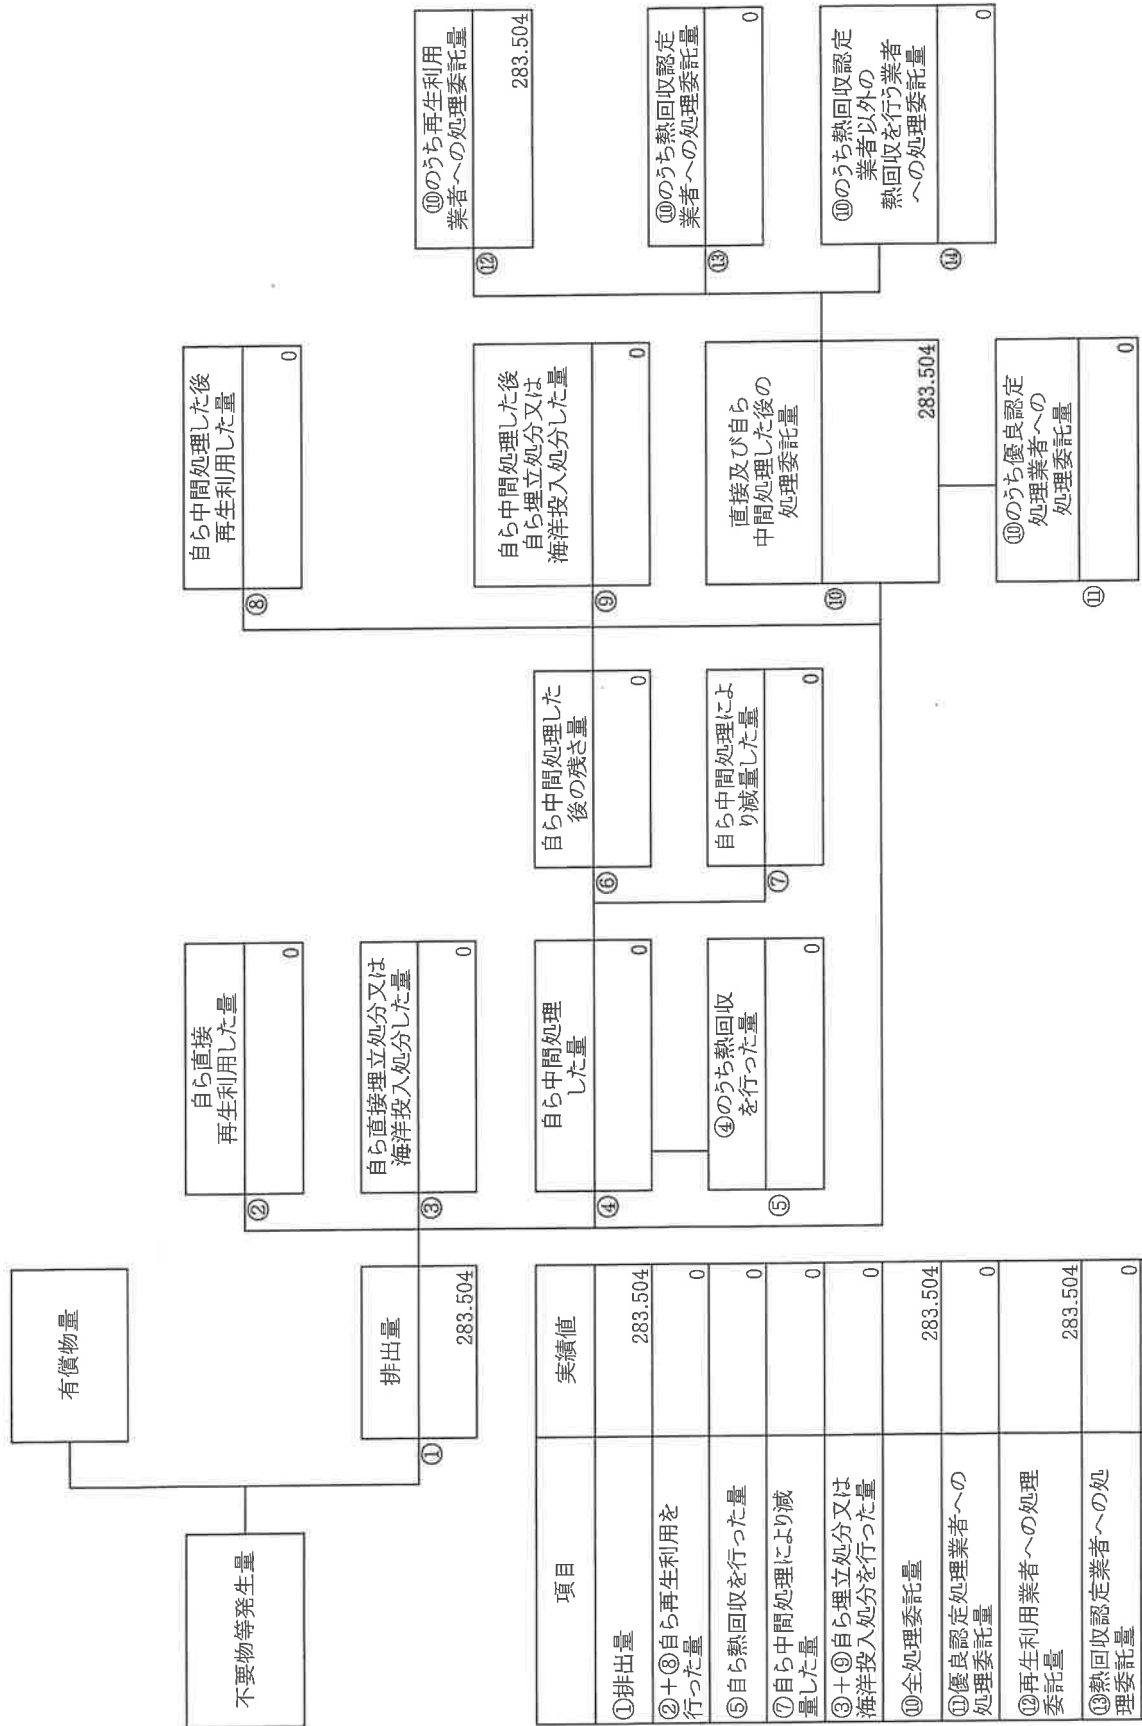 有償物量
不要物等発生量
①
排出量
283.504
②
自ら直接
再生利用した量
0
③
自ら直接埋立処分又は
海洋投入処分した量
0
④
自ら中間処理
した量
0
⑤
④のうち熱回収
を行った量
0
⑥
自ら中間処理した
後の残さ量
0
⑦
自ら中間処理によ
り減量した量
0
⑧
自ら中間処理した後
再生利用した量
0
⑨
自ら中間処理した後
自ら埋立処分又は
海洋投入処分した量
0
⑩
直接及び自ら
中間処理した後の
処理委託量
283.504
⑪
⑩のうち優良認定
処理業者への
処理委託量
0
⑫
⑩のうち再生利用
業者への処理委託量
283.504
⑬
⑩のうち熱回収認定
業者への処理委託量
0
⑭
⑩のうち熱回収認定
業者以外の
熱回収を行う業者
への処理委託量
0
項目 実績値
①排出量 283.504
②+⑧自ら再生利用を
行った量 0
⑤自ら熱回収を行った量 0
⑦自ら中間処理により減
量した量 0
③+⑨自ら埋立処分又は
海洋投入処分を行った量 0
⑩全処理委託量 283.504
⑪優良認定処理業者への
処理委託量 0
⑫再生利用業者への処理
委託量 283.504
⑬熱回収認定業者への処
理委託量 0